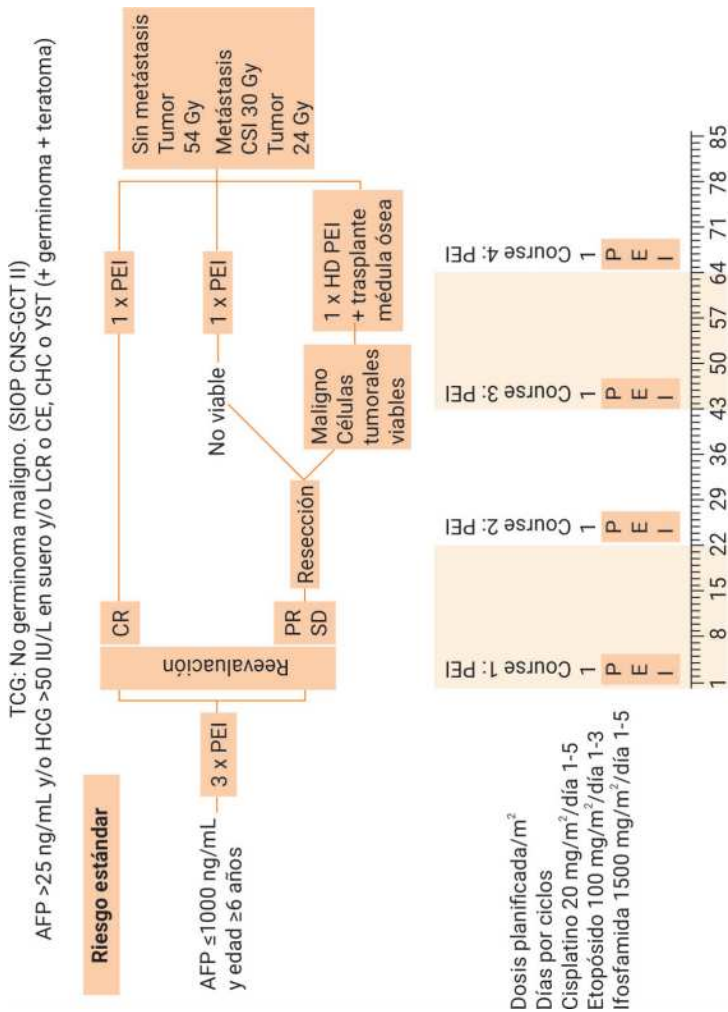 TCG: No germinoma maligno. (SIOP CNS-GCT II)
AFP >25 ng/mL y/o HCG >50 IU/L en suero y/o LCR o CE, CHC o YST (+ germinoma + teratoma)
Riesgo estándar
AFP ≤1000 ng/mL
y edad ≥6 años
3 x PEI
Reevaluación
CR
PR
SD
Resección
1 x PEI
No viable
1 x PEI
Maligno
Células
tumorales
viables
1 x HD PEI
+ trasplante
médula ósea
Sin metástasis
Tumor
54 Gy
Metástasis
CSI 30 Gy
Tumor
24 Gy
Dosis planificada/m²
Días por ciclos
Cisplatino 20 mg/m²/día 1-5
Etopósido 100 mg/m²/día 1-3
Ifosfamida 1500 mg/m²/día 1-5
Course 1: PEI
1
P
E
I
Course 2: PEI
1
P
E
I
Course 3: PEI
1
P
E
I
Course 4: PEI
1
P
E
I
1 8 15 22 29 36 43 50 57 64 71 78 85